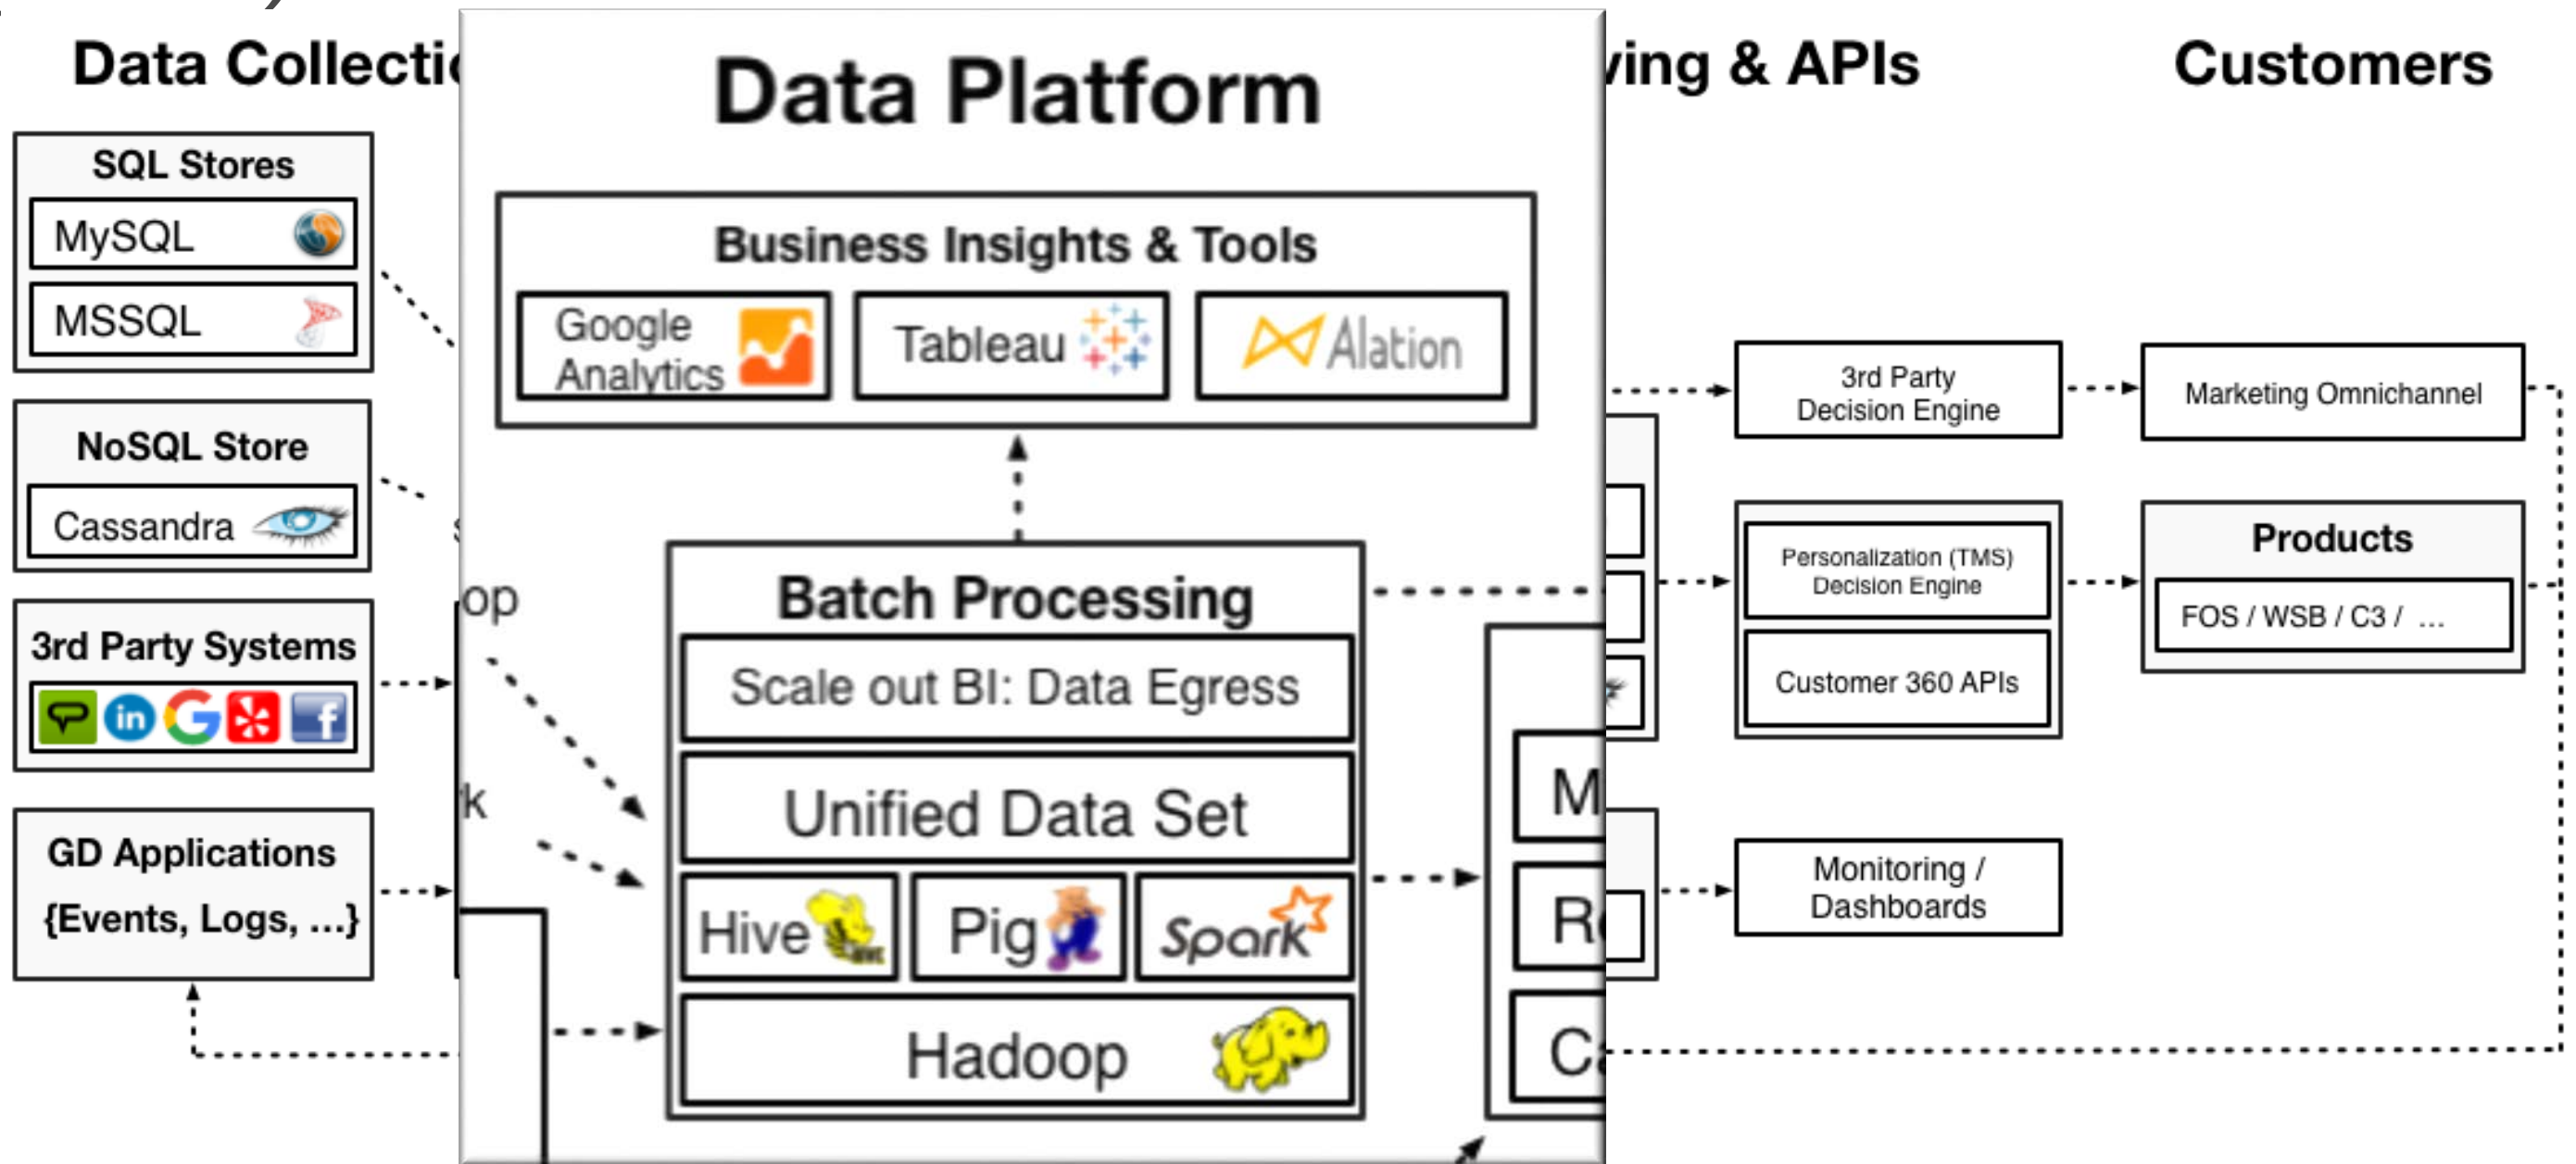 Data Collectio
SQL Stores
MySQL
MSSQL
NoSQL Store
Cassandra
3rd Party Systems
in G f
GD Applications
{Events, Logs, ...}
op
k
Data Platform
Business Insights & Tools
Google
Analytics
Tableau
Alation
Batch Processing
Scale out BI: Data Egress
Unified Data Set
Hive
Pig
Spark
Hadoop
M
R
C
ving & APIs
3rd Party
Decision Engine
Personalization (TMS)
Decision Engine
Customer 360 APIs
Monitoring /
Dashboards
Customers
Marketing Omnichannel
Products
FOS / WSB / C3 / ...